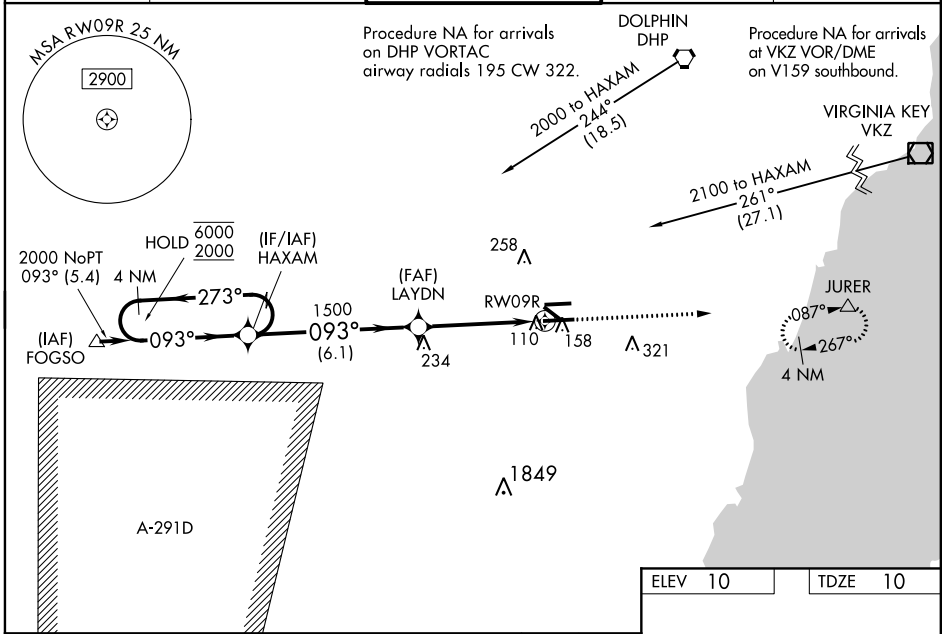 MSA RW09R 25 NM
2900
Procedure NA for arrivals
on DHP VORTAC
airway radials 195 CW 322.
DOLPHIN
DHP
Procedure NA for arrivals
at VKZ VOR/DME
on V159 southbound.
2000 to HAXAM
244°
(18.5)
VIRGINIA KEY
VKZ
2100 to HAXAM
261°
(27.1)
2000 NoPT
093° (5.4)
HOLD
6000
2000
4 NM
(IF/IAF)
HAXAM
273°
093°
(IAF)
FOGSO
1500
093°
(6.1)
(FAF)
LAYDN
234
258
RW09R
110
158
321
JURER
087°
267°
4 NM
1849
A-291D
ELEV 10
TDZE 10